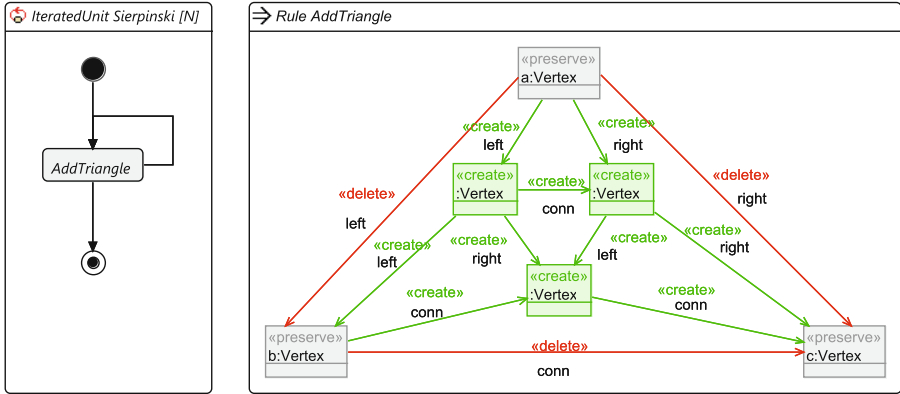 IteratedUnit Sierpinski [N]
AddTriangle
Rule AddTriangle
«preserve»
a:Vertex
«create»
left
«create»
right
«delete»
left
«create»
:Vertex
«create»
conn
«create»
:Vertex
«delete»
right
«create»
left
«create»
right
«create»
left
«create»
right
«create»
:Vertex
«create»
conn
«create»
conn
«preserve»
b:Vertex
«delete»
conn
«preserve»
c:Vertex